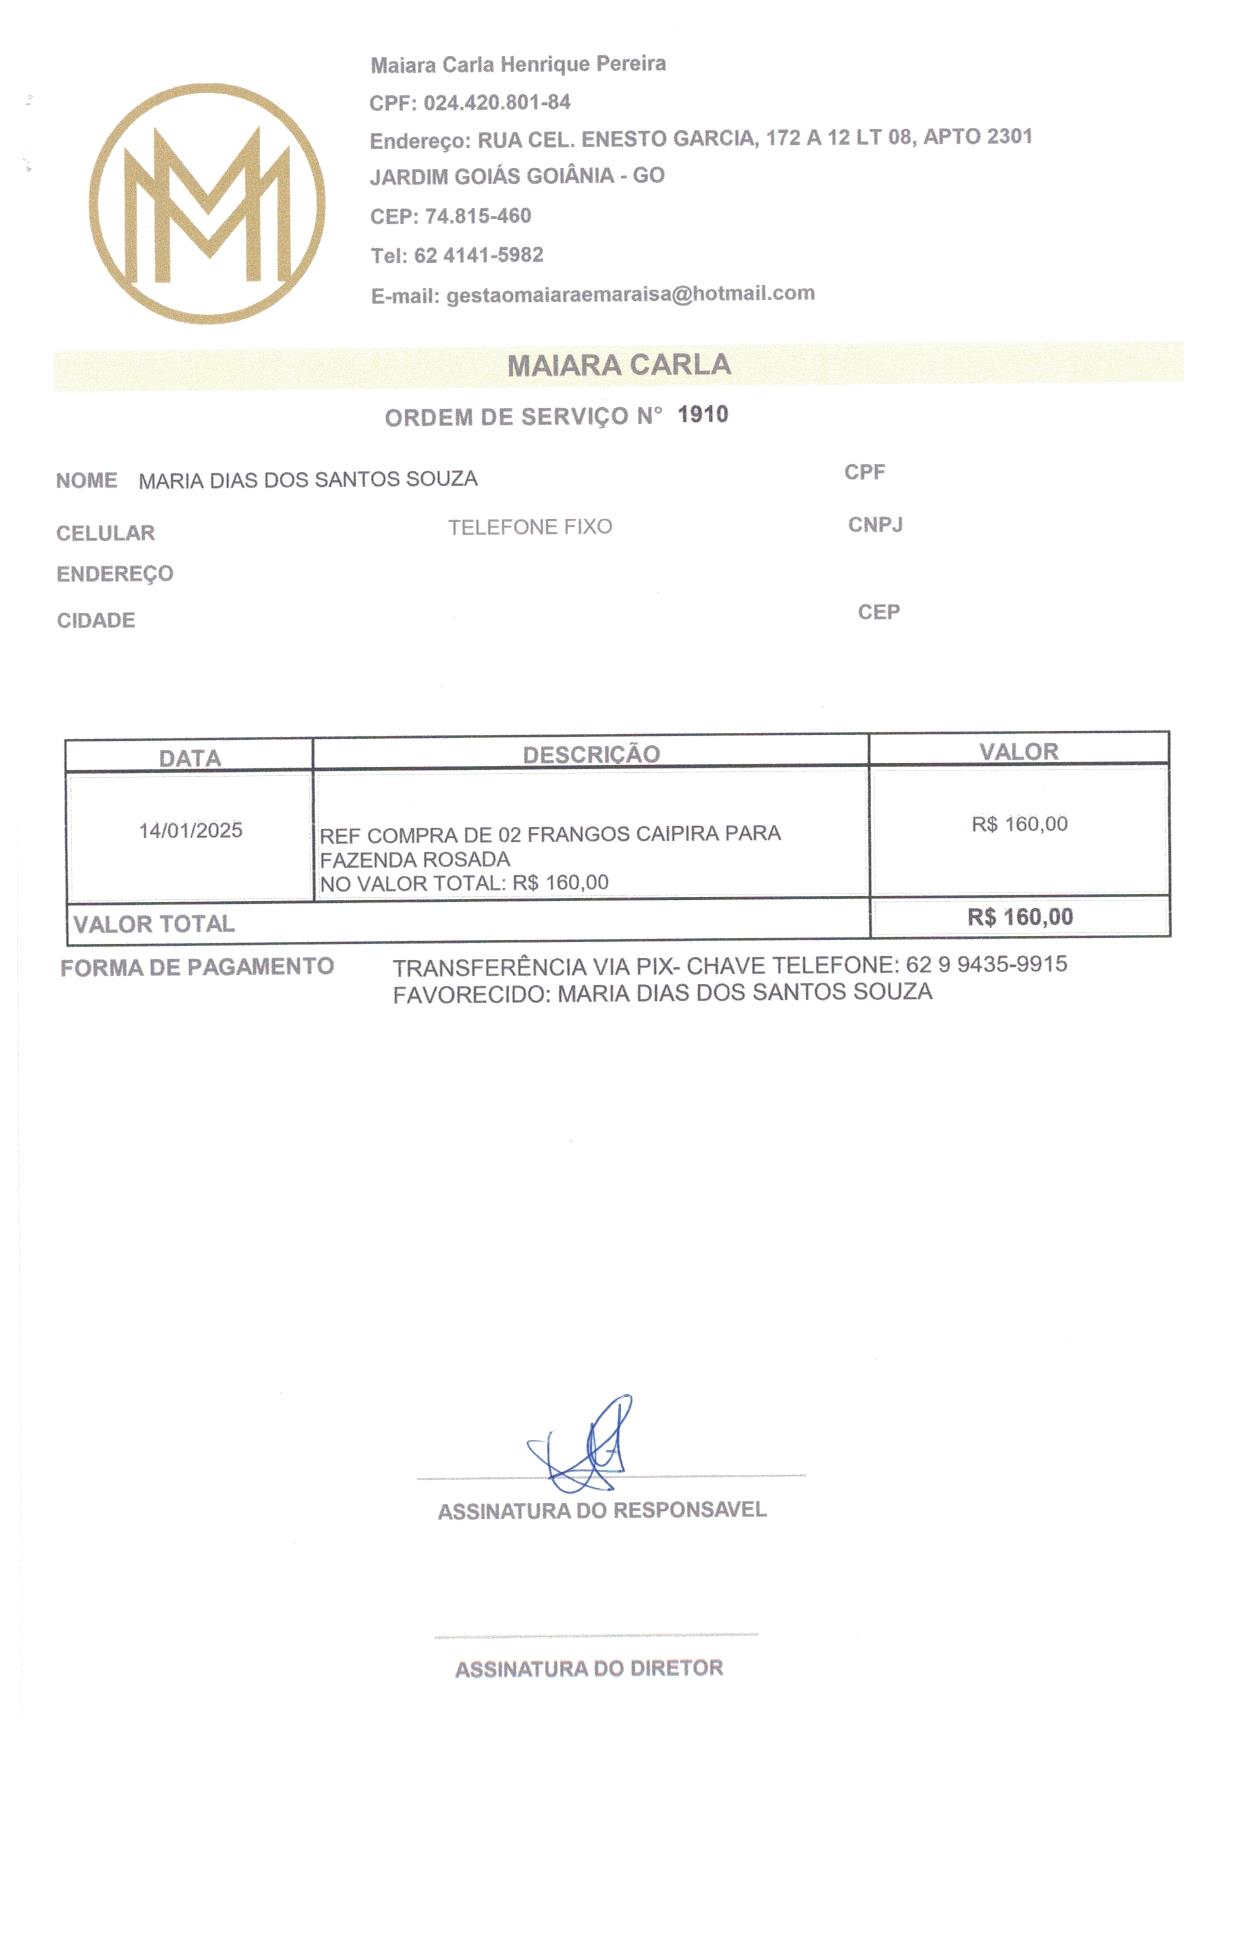 Maiara Carla Henrique Pereira
CPF: 024.420.801-84
Endereço: RUA CEL. ENESTO GARCIA, 172 A 12 LT 08, APTO 2301
JARDIM GOIÁS GOIÂNIA - GO
CEP: 74.815-460
Tel: 62 4141-5982
E-mail: gestaomaiaraemaraisa@hotmail.com
MAIARA CARLA
ORDEM DE SERVIÇO N° 1910
NOME MARIA DIAS DOS SANTOS SOUZA CPF
CELULAR TELEFONE FIXO CNPJ
ENDEREÇO
CIDADE CEP
DATA DESCRIÇÃO VALOR
14/01/2025 REF COMPRA DE 02 FRANGOS CAIPIRA PARA R$ 160,00
FAZENDA ROSADA
NO VALOR TOTAL: R$ 160,00
VALOR TOTAL R$ 160,00
FORMA DE PAGAMENTO TRANSFERÊNCIA VIA PIX- CHAVE TELEFONE: 62 9 9435-9915
FAVORECIDO: MARIA DIAS DOS SANTOS SOUZA
ASSINATURA DO RESPONSAVEL
ASSINATURA DO DIRETOR